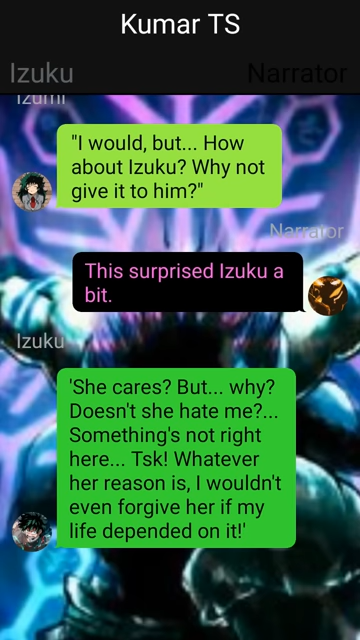 Kumar TS
Izuku
Narrator
Izumi
"I would, but... How
about Izuku? Why not
give it to him?"
Narrator
This surprised Izuku a
bit.
Izuku
'She cares? But... why?
Doesn't she hate me?...
Something's not right
here... Tsk! Whatever
her reason is, I wouldn't
even forgive her if my
life depended on it!'